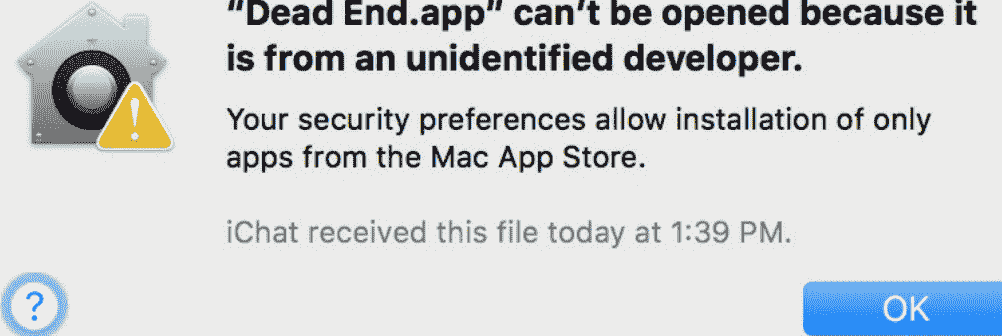 “Dead End.app” can’t be opened because it
is from an unidentified developer.
Your security preferences allow installation of only
apps from the Mac App Store.
iChat received this file today at 1:39 PM.
?
OK